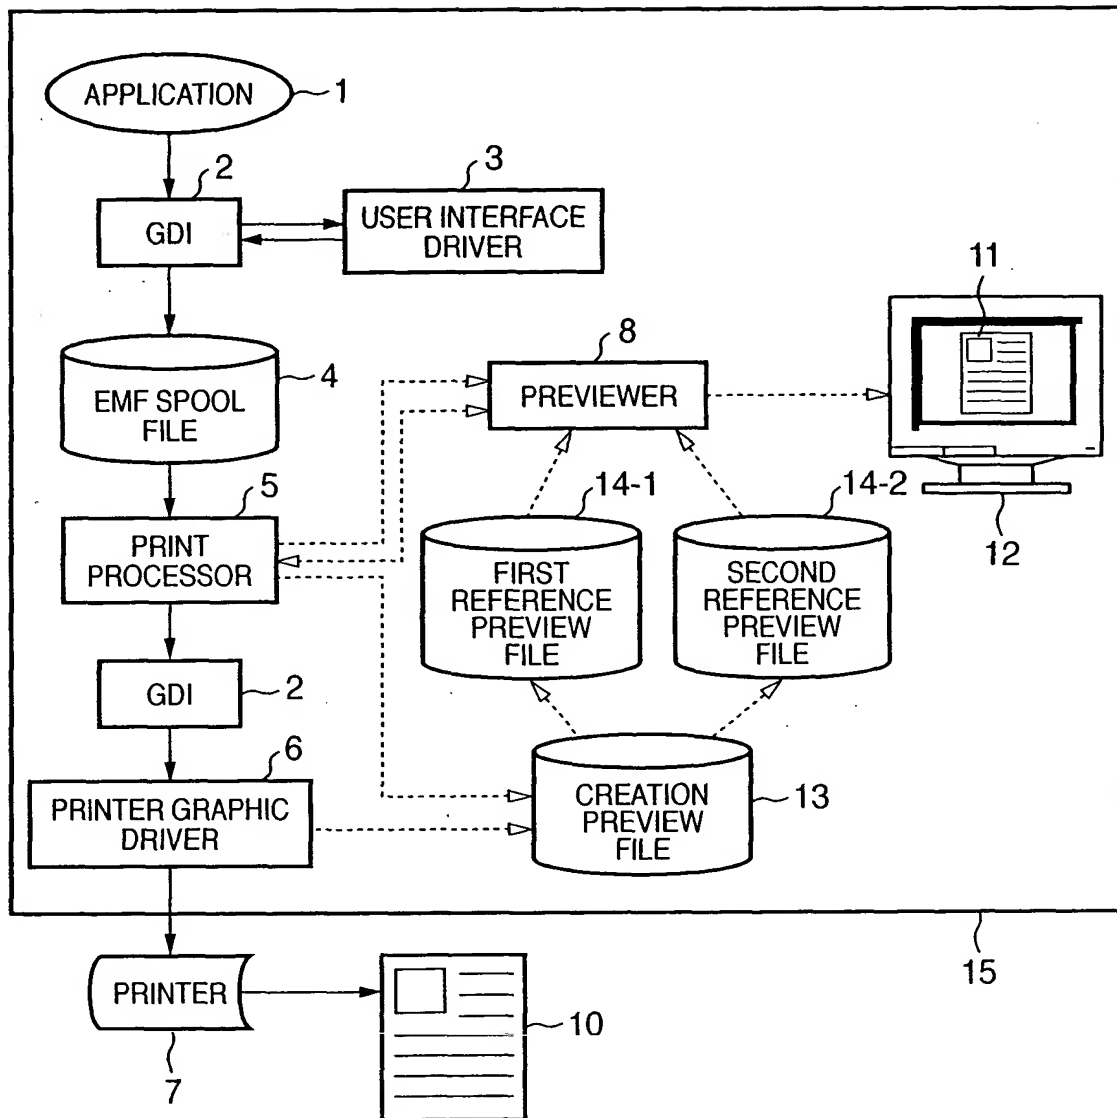 APPLICATION
1
2
GDI
3
USER INTERFACE
DRIVER
4
EMF SPOOL
FILE
8
PREVIEWER
11
12
5
PRINT
PROCESSOR
14-1
FIRST
REFERENCE
PREVIEW
FILE
14-2
SECOND
REFERENCE
PREVIEW
FILE
GDI
2
6
PRINTER GRAPHIC
DRIVER
CREATION
PREVIEW
FILE
13
15
PRINTER
7
10